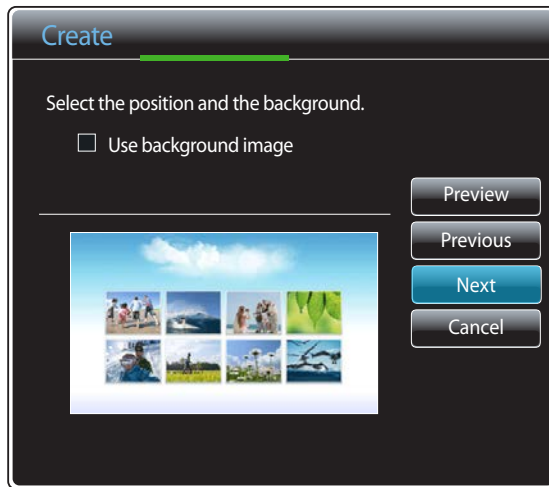 Create
Select the position and the background.
Use background image
Preview
Previous
Next
Cancel